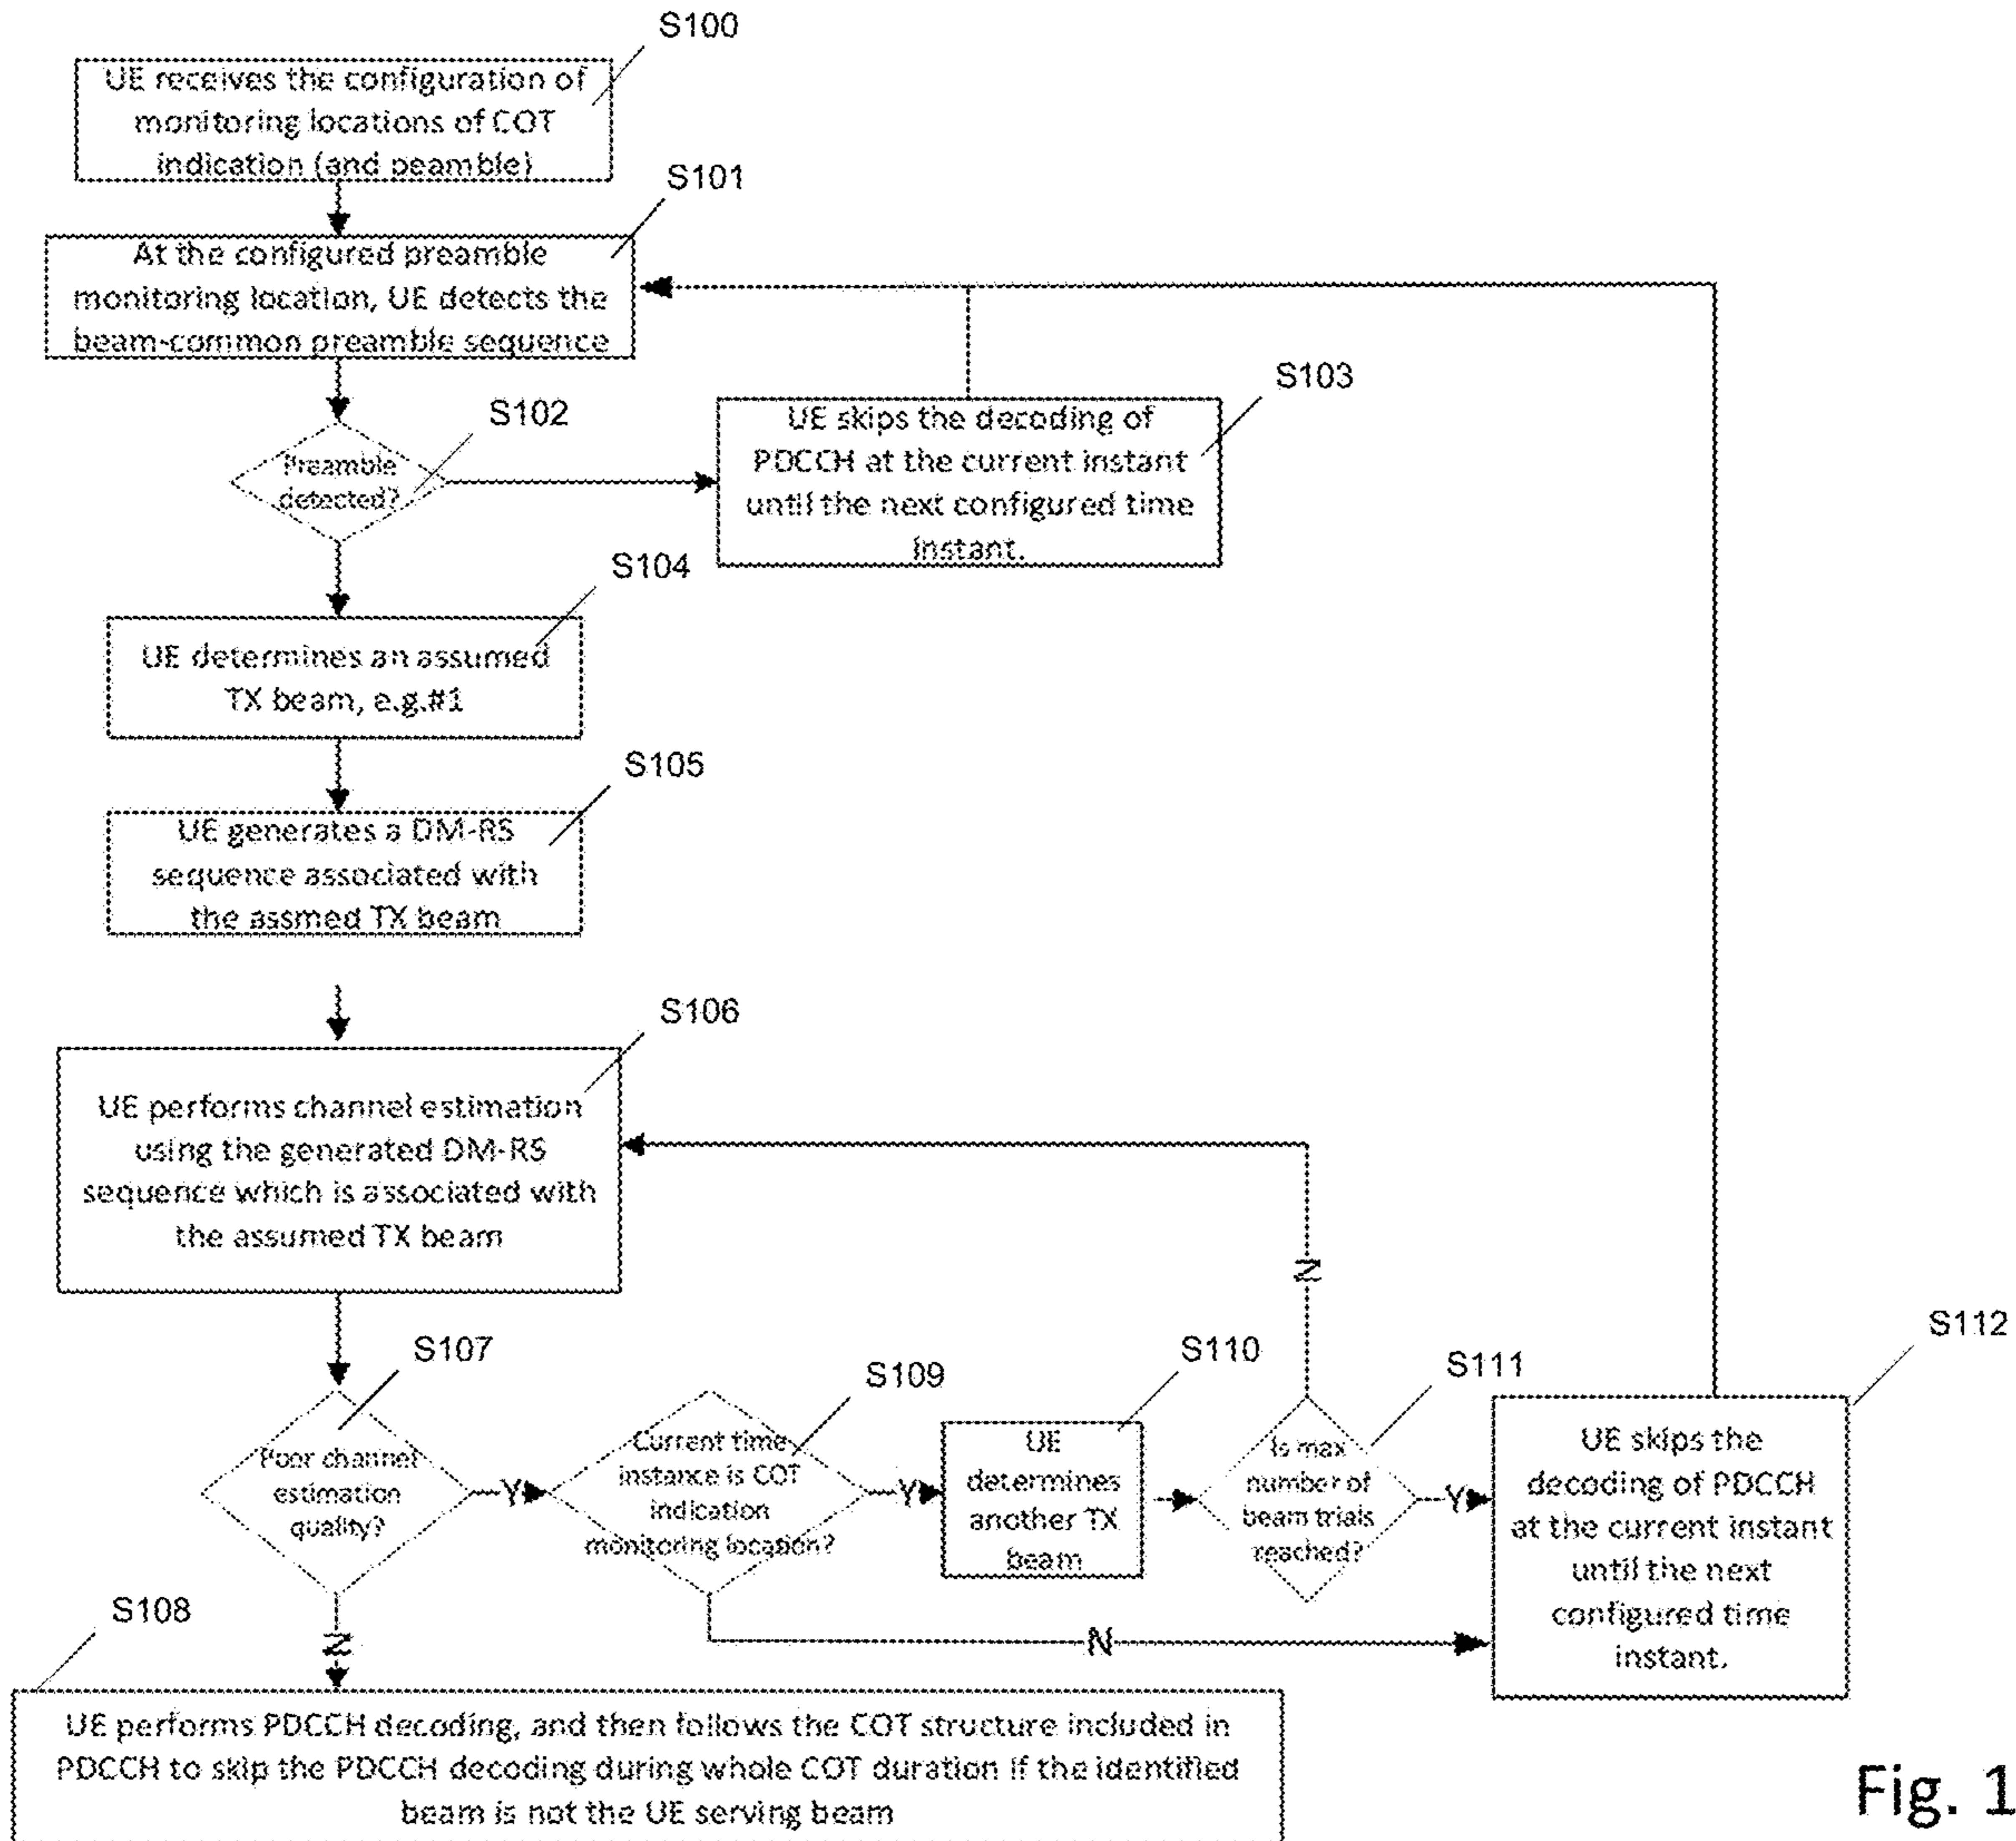 S100
UE receives the configuration of
monitoring locations of COT
indication (and peamble)
S101
At the configured preamble
monitoring location, UE detects the
beam-common preamble sequence
S102
Preamble
detected?
S103
UE skips the decoding of
PDCCH at the current instant
until the next configured time
instant.
S104
UE determines an assumed
TX beam, e.g.#1
S105
UE generates a DM-RS
sequence associated with
the assmed TX beam
S106
UE performs channel estimation
using the generated DM-RS
sequence which is associated with
the assumed TX beam
N
S107
Poor channel
estimation
quality?
Y
S109
Current time
instance is COT
indication
monitoring location?
Y
S110
UE
determines
another TX
beam
S111
Is max
number of
beam trials
reached?
Y
S112
UE skips the
decoding of PDCCH
at the current instant
until the next
configured time
instant.
N
N
S108
UE performs PDCCH decoding, and then follows the COT structure included in
PDCCH to skip the PDCCH decoding during whole COT duration if the identified
beam is not the UE serving beam
Fig. 1